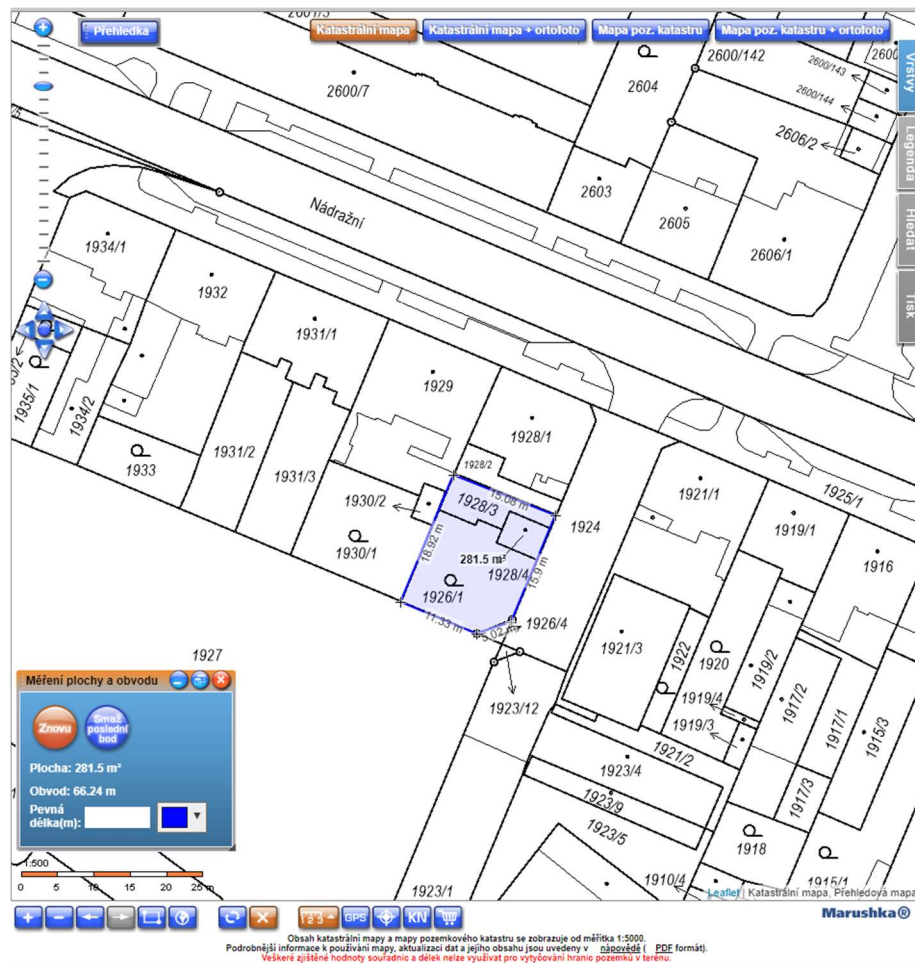 Přehledka
Katastrální mapa
Katastrální mapa + ortofoto
Mapa poz. katastru
Mapa poz. katastru + ortofoto
Vrstvy
Legenda
Hledat
Tisk
2600/7
2604
2600/142
2600/143
2600/144
2606/2
2603
2605
2606/1
Nádražní
1934/1
1932
1931/1
1929
1928/1
1928/2
1935/1
1934/2
1933
1931/2
1931/3
1930/2
1930/1
1928/3
15.08 m
18.92 m
281.5 m²
1928/4
15.9 m
1926/1
11.33 m
1926/4
1924
1921/1
1925/1
1919/1
1916
1927
1923/12
1921/3
1922
1920
1919/2
1919/4
1919/3
1917/2
1917/1
1915/3
1921/2
1923/4
1923/9
1923/5
1917/3
1918
1910/4
1915/1
1923/1
Měření plochy a obvodu
Znovu
Smaž
poslední
bod
Plocha: 281.5 m²
Obvod: 66.24 m
Pevná
délka(m):
1:500
0 5 10 15 20 25 m
Leaflet | Katastrální mapa, Přehledová mapa
GPS
KN
Marushka®
Obsah katastrální mapy a mapy pozemkového katastru se zobrazuje od měřítka 1:5000.
Podrobnější informace k používání mapy, aktualizaci dat a jejího obsahu jsou uvedeny v nápovědě ( PDF formát).
Veškeré zjištěné hodnoty souřadnic a délek nelze využívat pro vytyčování hranic pozemků v terénu.